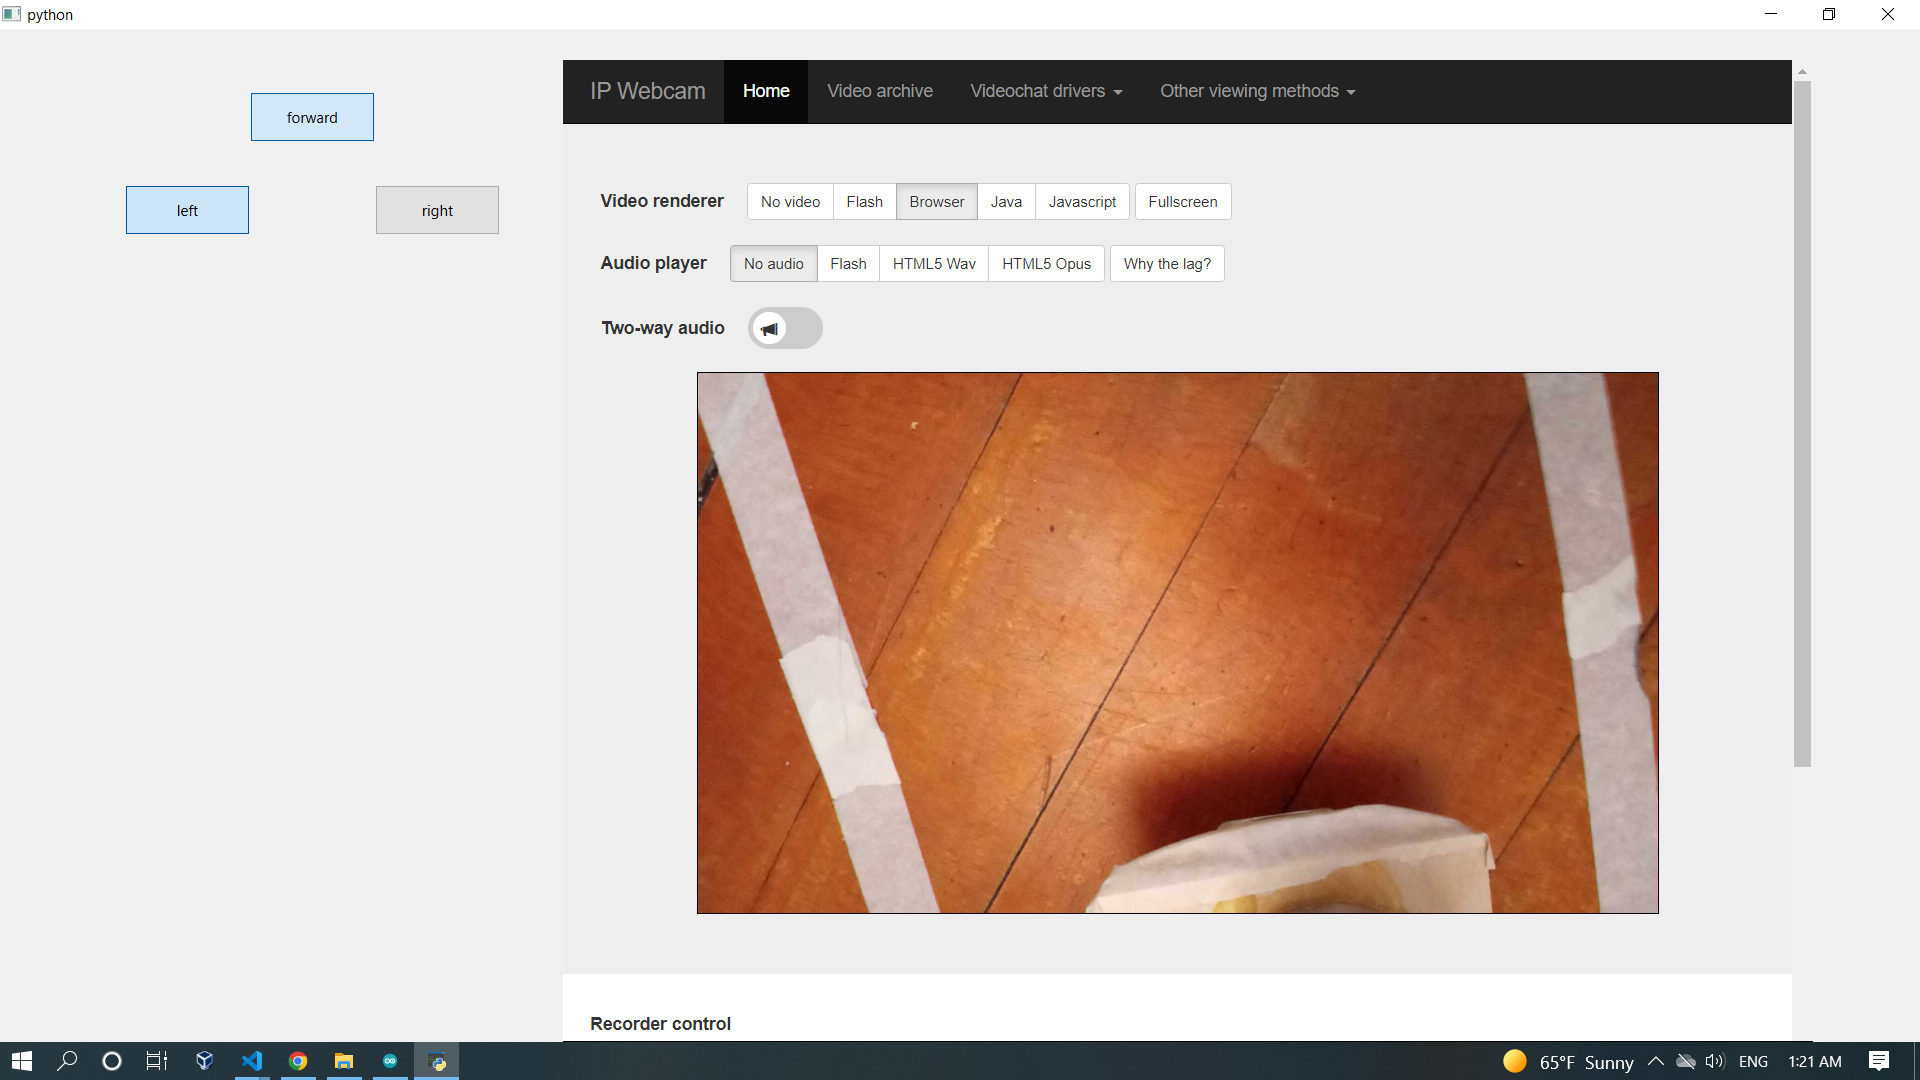 python
forward
left right
IP Webcam Home Video archive Videochat drivers Other viewing methods
Video renderer No video Flash Browser Java Javascript Fullscreen
Audio player No audio Flash HTML5 Wav HTML5 Opus Why the lag?
Two-way audio
Recorder control
65°F Sunny ENG 1:21 AM